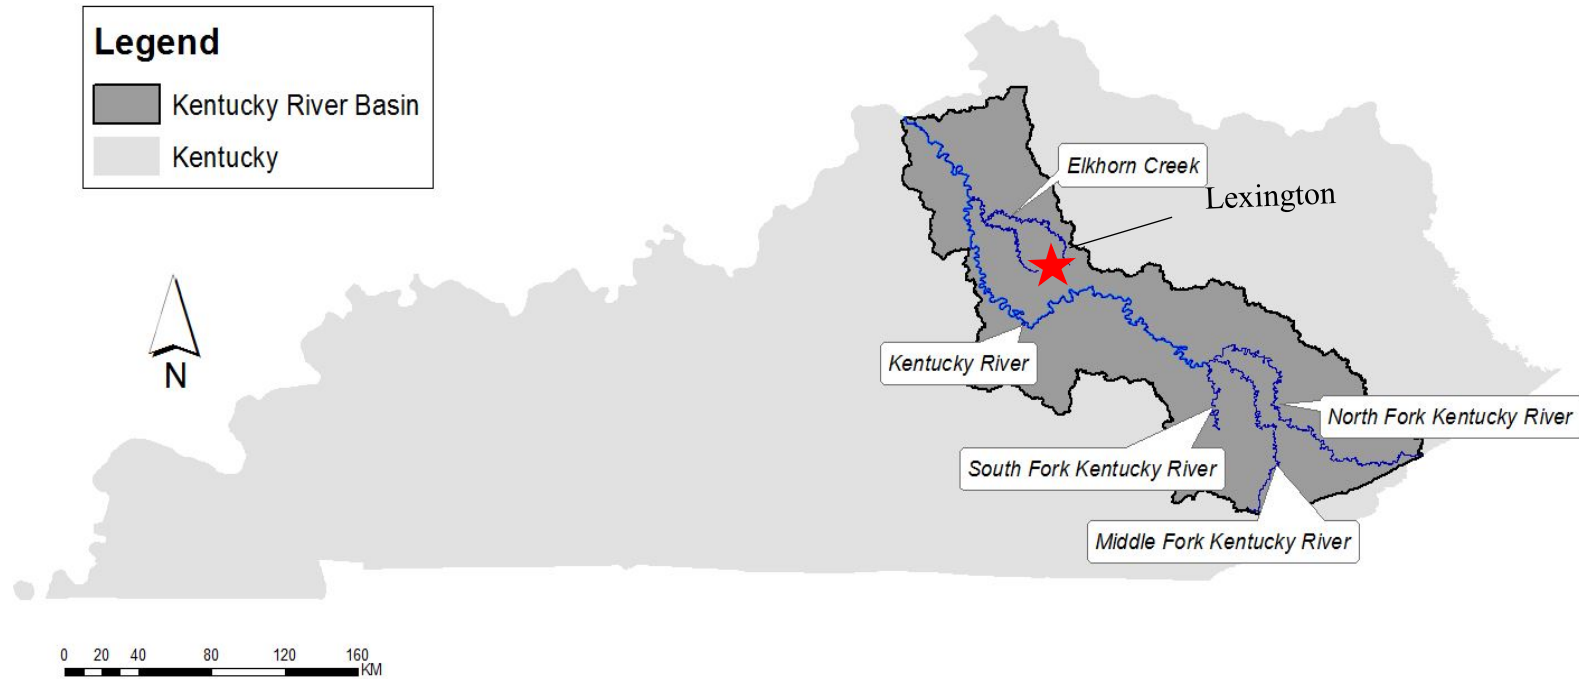 Legend
Kentucky River Basin
Kentucky
Elkhorn Creek
Lexington
Kentucky River
North Fork Kentucky River
South Fork Kentucky River
Middle Fork Kentucky River
N
0 20 40 80 120 160
KM